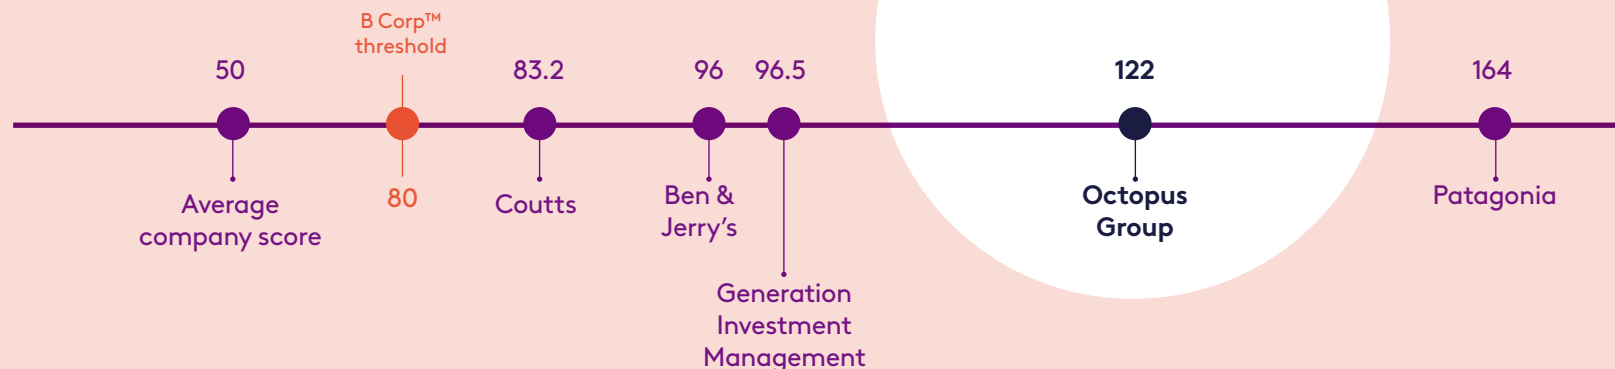 B Corp™
threshold
50
83.2
96
96.5
122
164
Average
company score
80
Coutts
Ben &
Jerry’s
Generation
Investment
Management
Octopus
Group
Patagonia